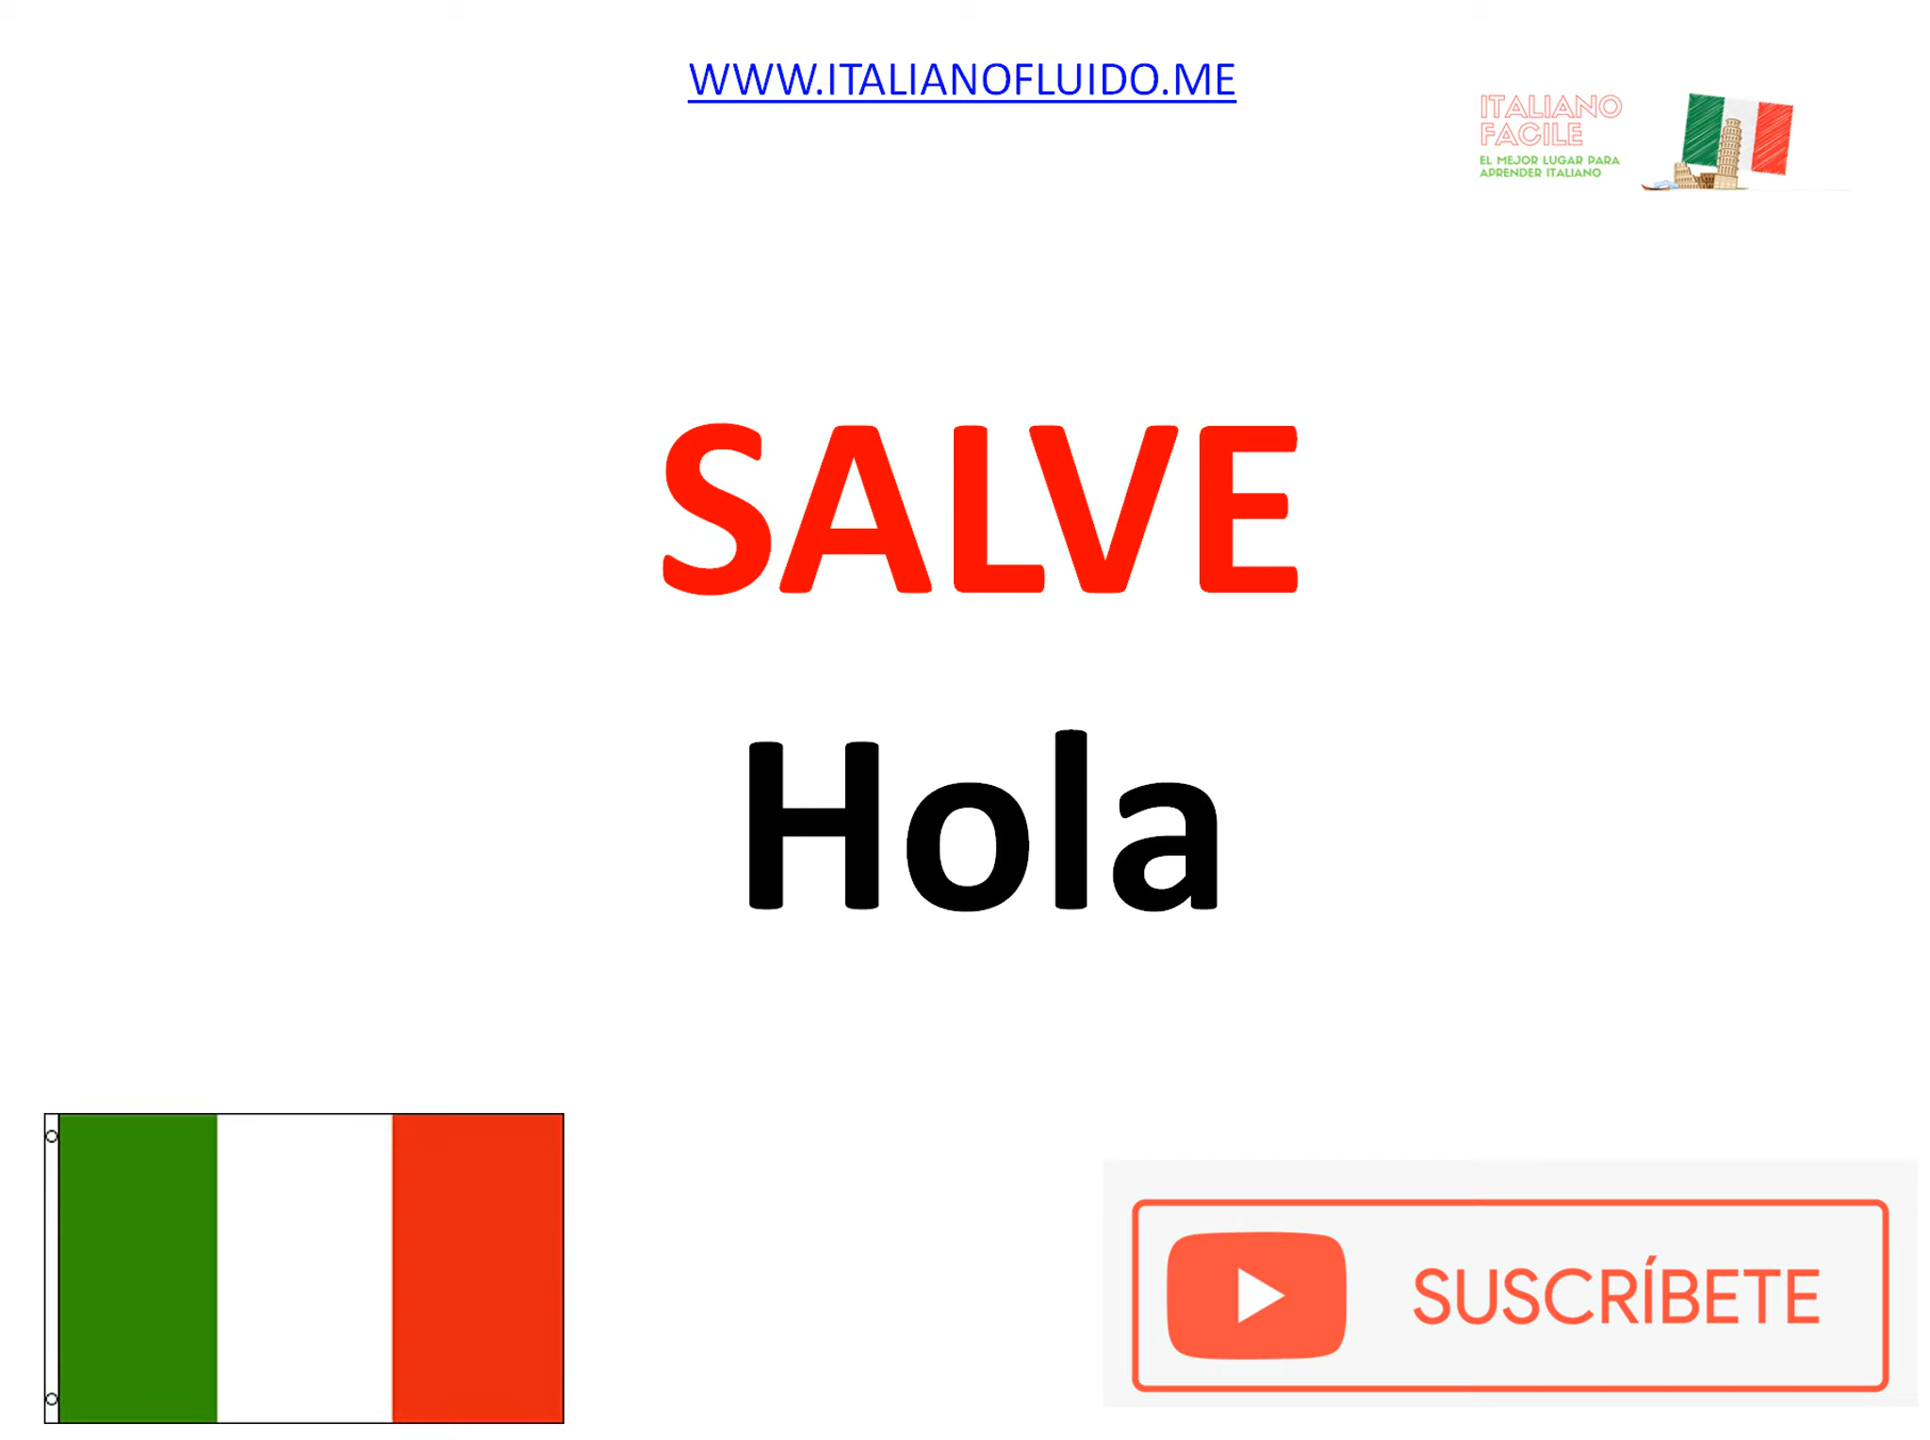 WWW.ITALIANOFLUIDO.ME
ITALIANO
FACILE
EL MEJOR LUGAR PARA
APRENDER ITALIANO
SALVE
Hola
SUSCRÍBETE